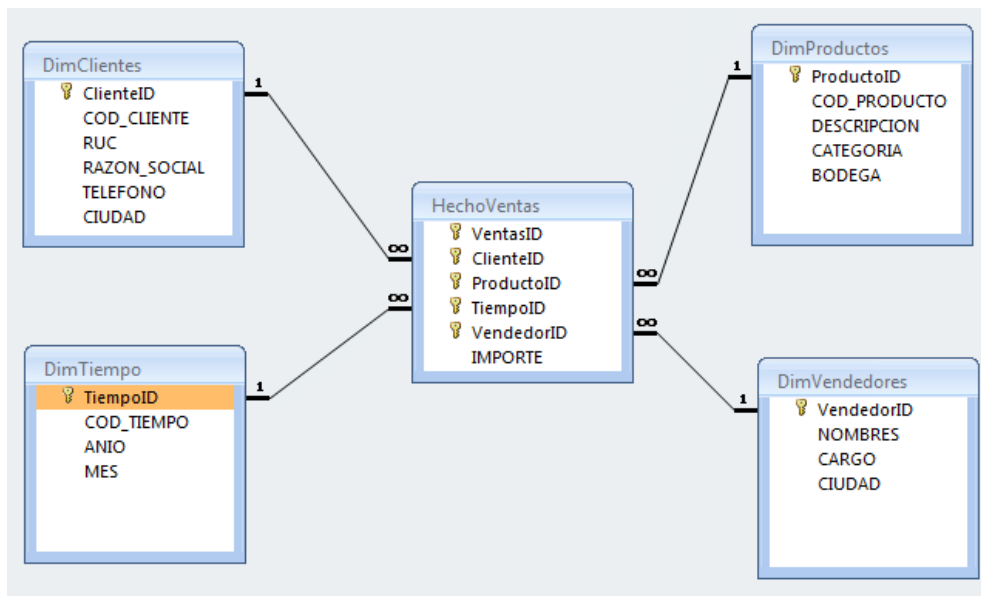 DimClientes
ClienteID
COD_CLIENTE
RUC
RAZON_SOCIAL
TELEFONO
CIUDAD
1
∞
DimProductos
ProductoID
COD_PRODUCTO
DESCRIPCION
CATEGORIA
BODEGA
1
∞
HechoVentas
VentasID
ClienteID
ProductoID
TiempoID
VendedorID
IMPORTE
DimTiempo
TiempoID
COD_TIEMPO
ANIO
MES
1
∞
DimVendedores
VendedorID
NOMBRES
CARGO
CIUDAD
1
∞